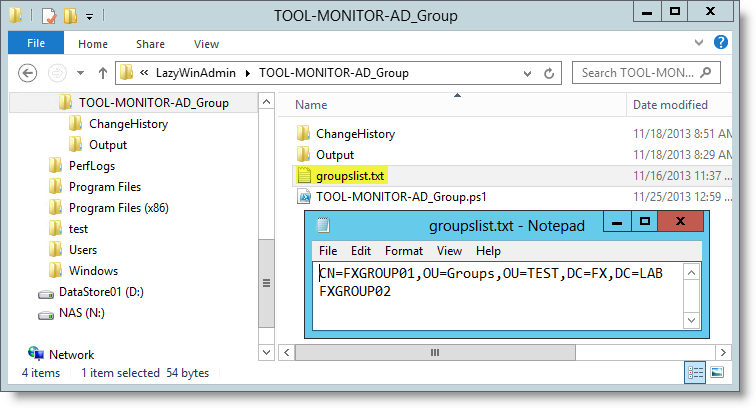 TOOL-MONITOR-AD_Group
File Home Share View
« LazyWinAdmin ▸ TOOL-MONITOR-AD_Group
Search TOOL-MON...
TOOL-MONITOR-AD_Group
ChangeHistory
Output
PerfLogs
Program Files
Program Files (x86)
test
Users
Windows
DataStore01 (D:)
NAS (N:)
Network
Name Date modified
ChangeHistory 11/18/2013 8:51 AM
Output 11/18/2013 8:29 AM
groupslist.txt 11/16/2013 11:37 ...
TOOL-MONITOR-AD_Group.ps1 11/25/2013 12:59 ...
groupslist.txt - Notepad
File Edit Format View Help
CN=FXGROUP01,OU=Groups,OU=TEST,DC=FX,DC=LAB
FXGROUP02
4 items 1 item selected 54 bytes